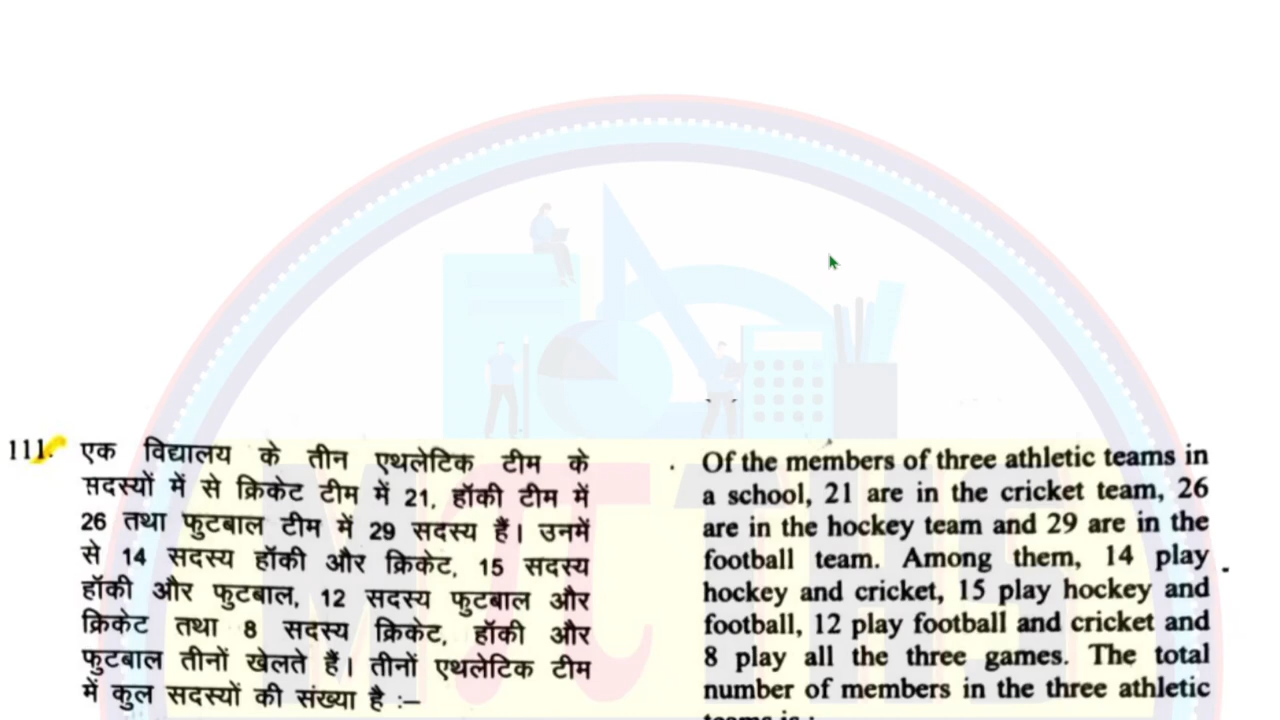 111. एक विद्यालय के तीन एथलेटिक टीम के
सदस्यों में से क्रिकेट टीम में 21, हॉकी टीम में
26 तथा फुटबाल टीम में 29 सदस्य हैं। उनमें
से 14 सदस्य हॉकी और क्रिकेट, 15 सदस्य
हॉकी और फुटबाल, 12 सदस्य फुटबाल और
क्रिकेट तथा 8 सदस्य क्रिकेट, हॉकी और
फुटबाल तीनों खेलते हैं। तीनों एथलेटिक टीम
में कुल सदस्यों की संख्या है :–
Of the members of three athletic teams in
a school, 21 are in the cricket team, 26
are in the hockey team and 29 are in the
football team. Among them, 14 play
hockey and cricket, 15 play hockey and
football, 12 play football and cricket and
8 play all the three games. The total
number of members in the three athletic
teams is :